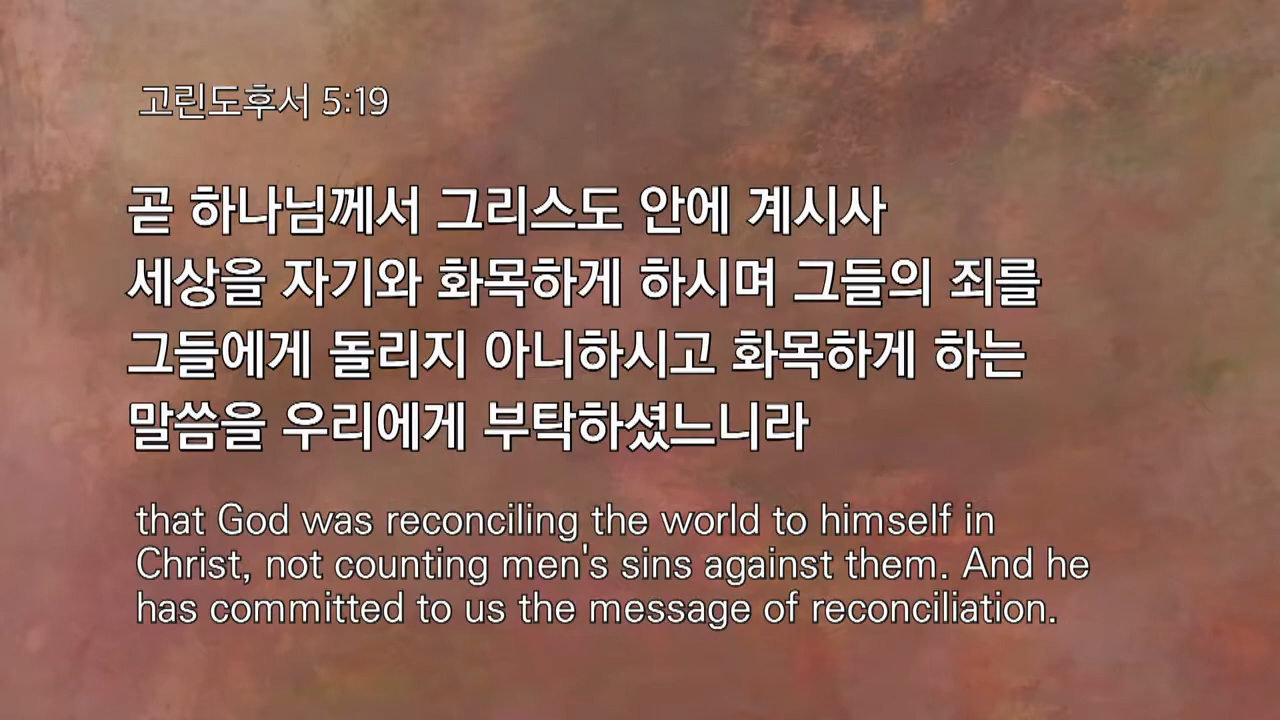 고린도후서 5:19
곧 하나님께서 그리스도 안에 계시사
세상을 자기와 화목하게 하시며 그들의 죄를
그들에게 돌리지 아니하시고 화목하게 하는
말씀을 우리에게 부탁하셨느니라
that God was reconciling the world to himself in
Christ, not counting men's sins against them. And he
has committed to us the message of reconciliation.